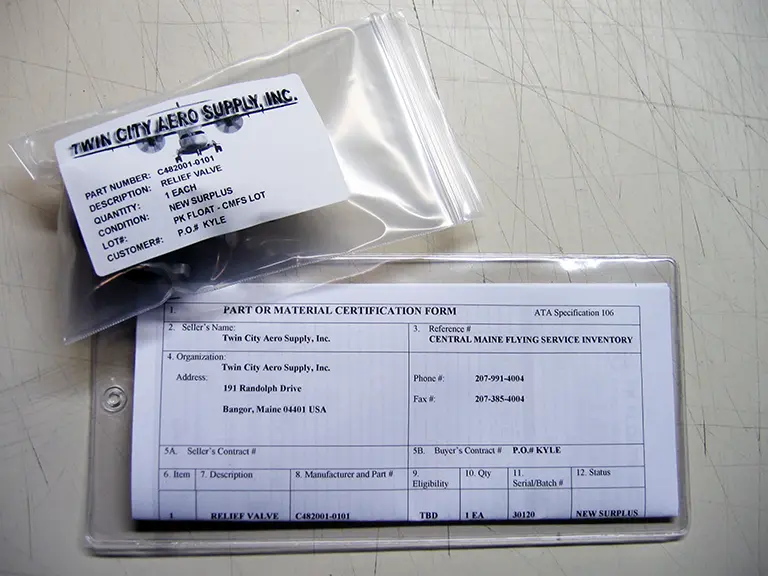 TWIN CITY AERO SUPPLY, INC.
PART NUMBER: C482001-0101
DESCRIPTION: RELIEF VALVE
QUANTITY: 1 EACH
CONDITION: NEW SURPLUS
LOT#: PK FLOAT - CMFS LOT
CUSTOMER#: P.O.# KYLE
1. PART OR MATERIAL CERTIFICATION FORM ATA Specification 106
2. Seller's Name:
Twin City Aero Supply, Inc.
3. Reference #
CENTRAL MAINE FLYING SERVICE INVENTORY
4. Organization:
Twin City Aero Supply, Inc.
Address:
191 Randolph Drive
Bangor, Maine 04401 USA
Phone #: 207-991-4004
Fax #: 207-385-4004
5A. Seller's Contract #
5B. Buyer's Contract # P.O.# KYLE
6. Item 7. Description 8. Manufacturer and Part # 9. Eligibility 10. Qty 11. Serial/Batch # 12. Status
1 RELIEF VALVE C482001-0101 TBD 1 EA 30120 NEW SURPLUS